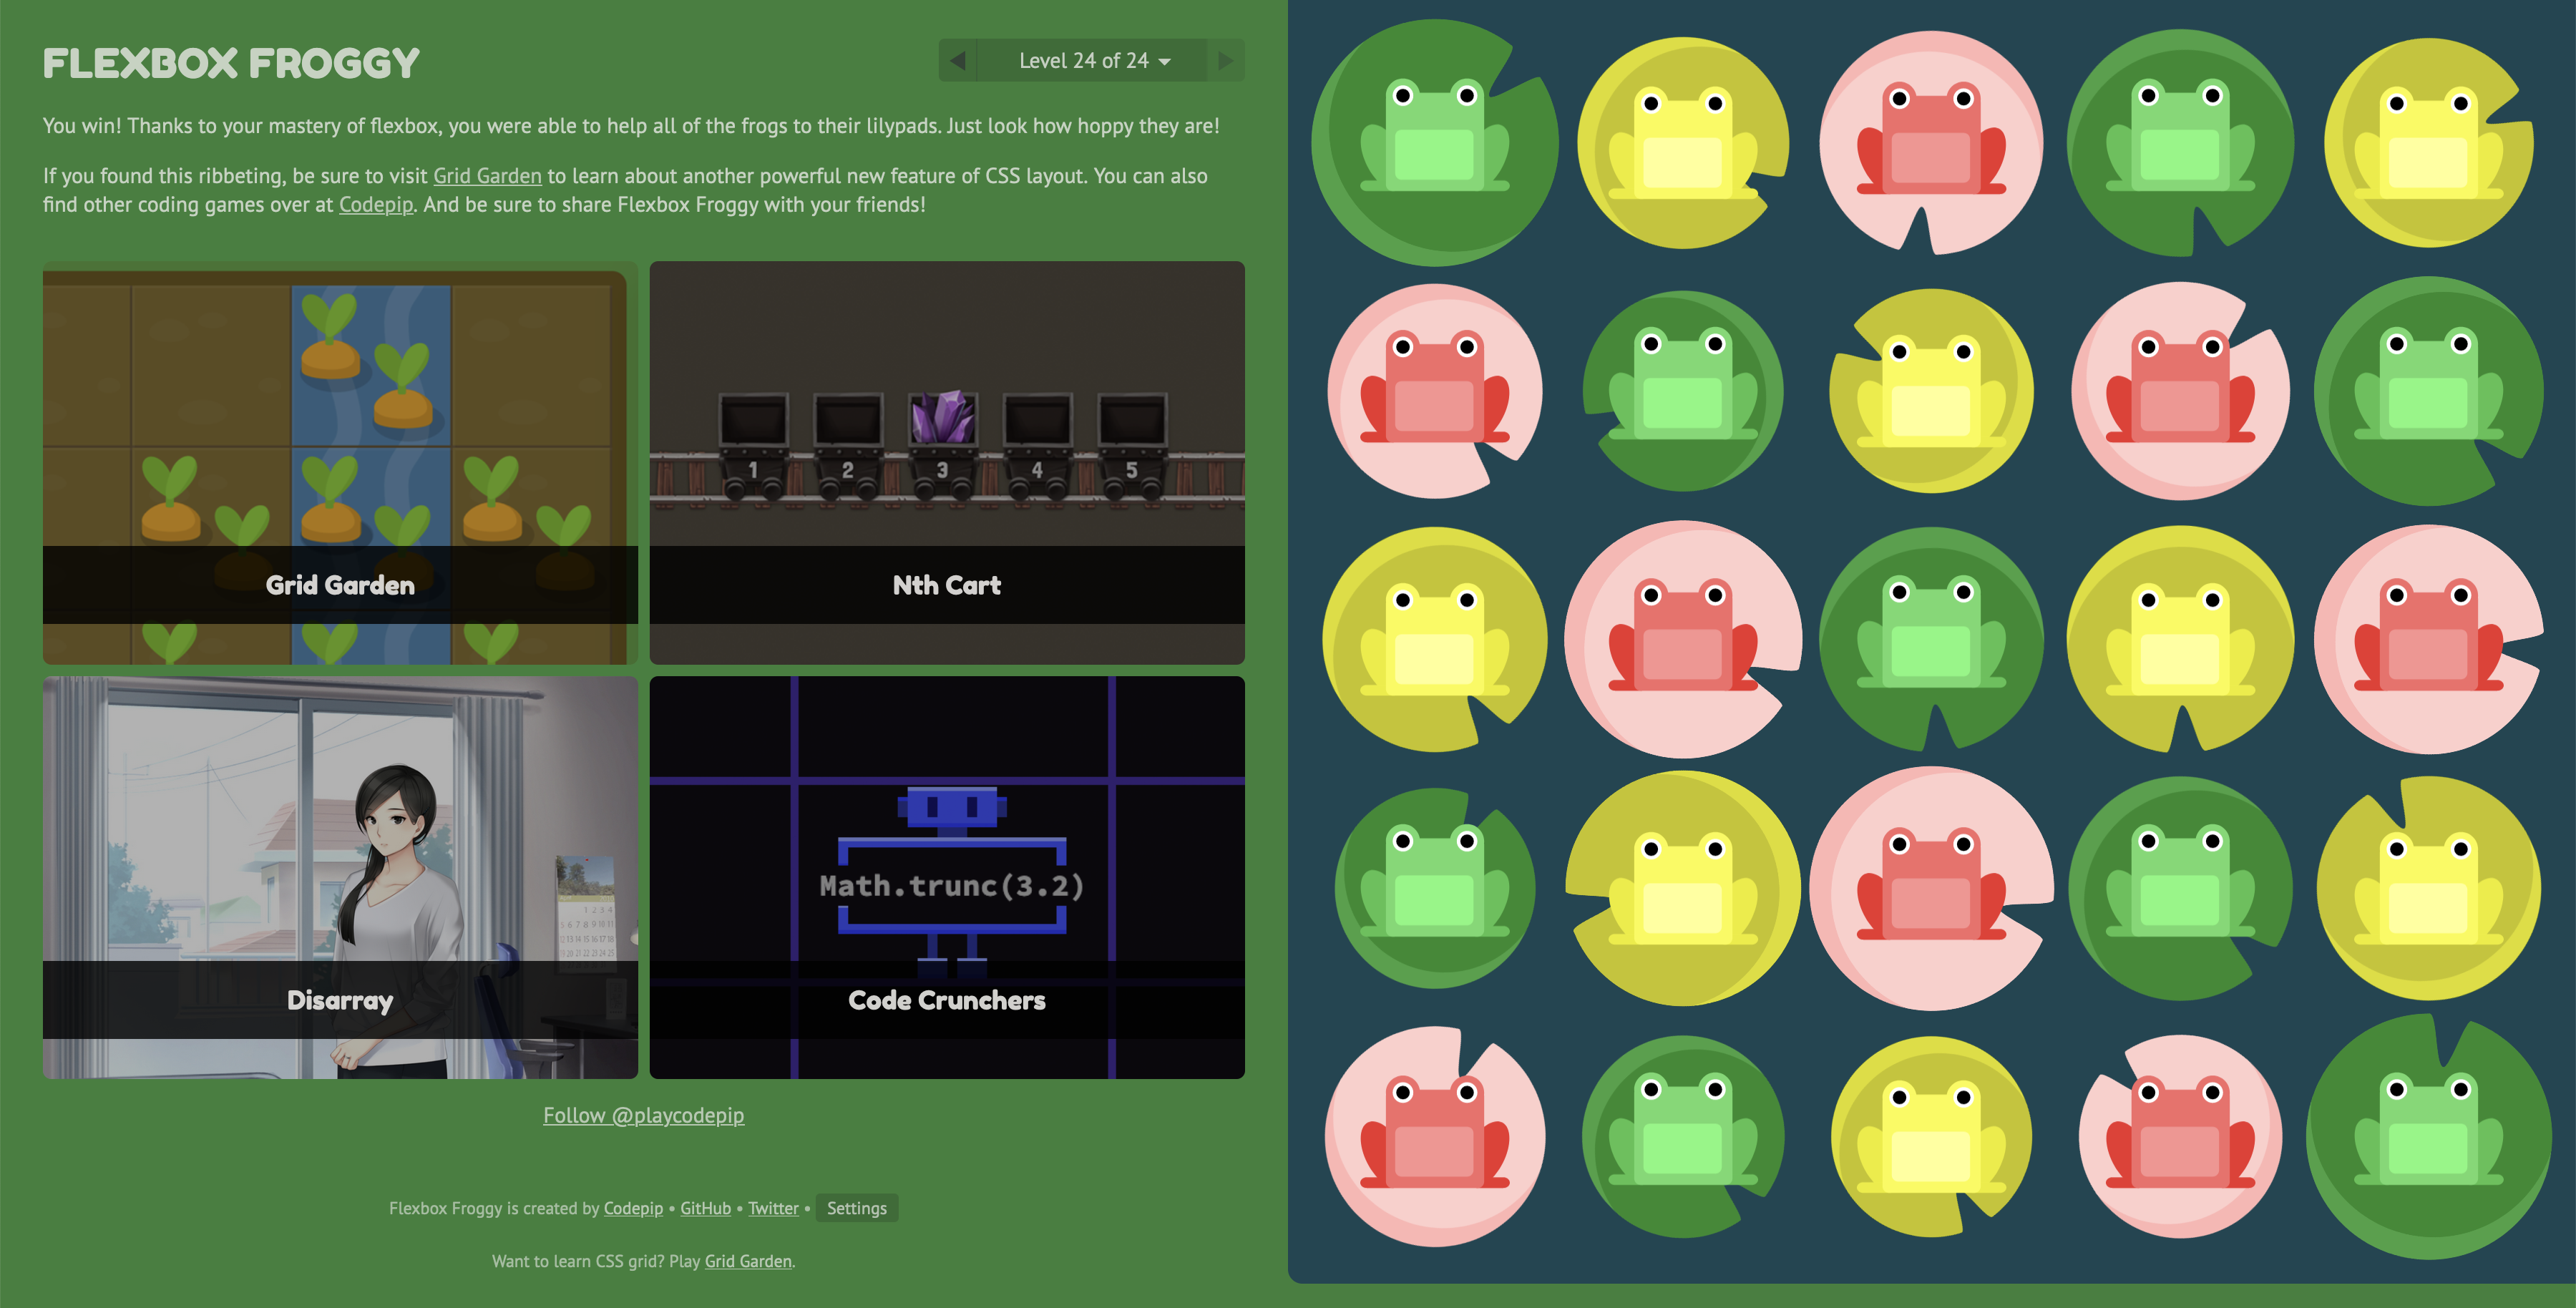 FLEXBOX FROGGY
Level 24 of 24
You win! Thanks to your mastery of flexbox, you were able to help all of the frogs to their lilypads. Just look how hoppy they are!
If you found this ribbeting, be sure to visit Grid Garden to learn about another powerful new feature of CSS layout. You can also
find other coding games over at Codepip. And be sure to share Flexbox Froggy with your friends!
1 2 3 4 5
Grid Garden
Nth Cart
Math.trunc(3.2)
Disarray
Code Crunchers
Follow @playcodepip
Flexbox Froggy is created by Codepip • GitHub • Twitter • Settings
Want to learn CSS grid? Play Grid Garden.